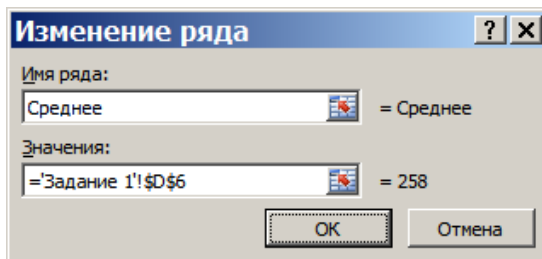 Изменение ряда
Имя ряда:
Среднее = Среднее
Значения:
='Задание 1'!$D$6 = 258
ОК Отмена